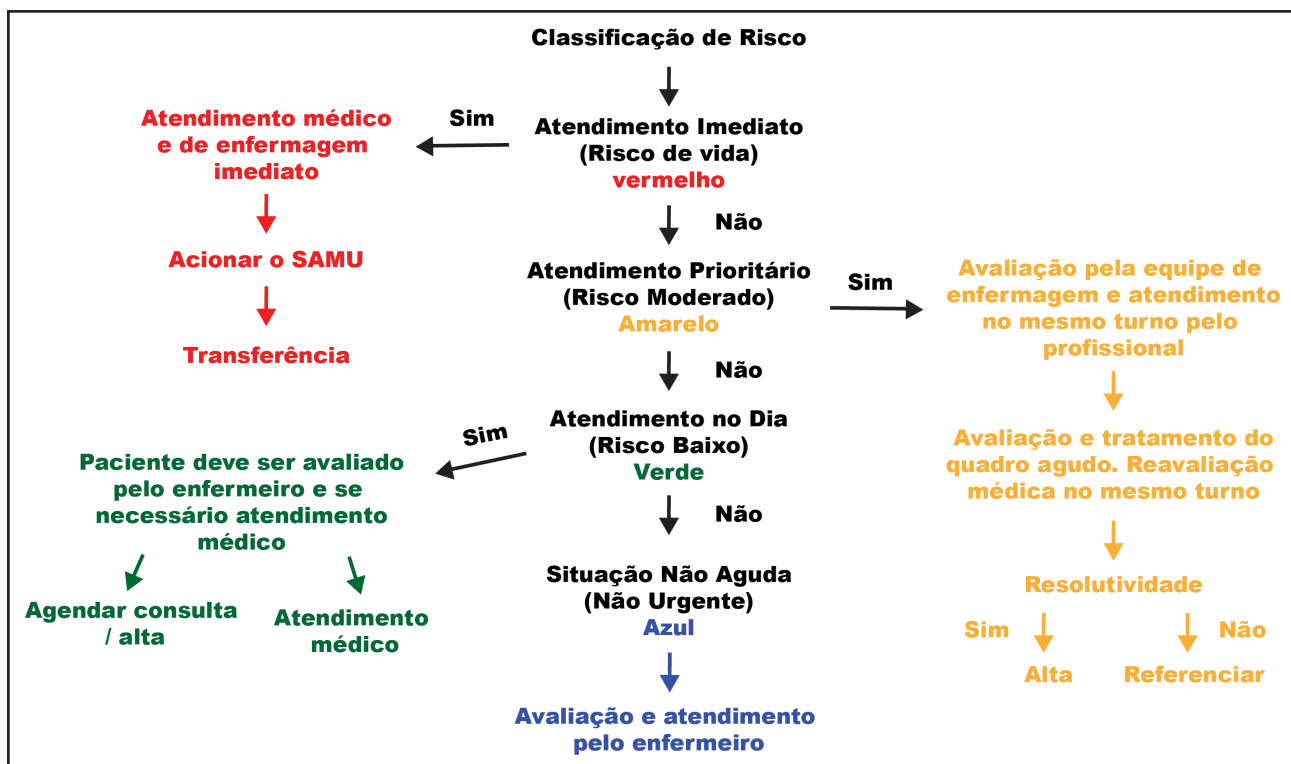 Classificação de Risco
Sim
Atendimento médico
e de enfermagem
imediato
Atendimento Imediato
(Risco de vida)
vermelho
Não
Acionar o SAMU
Transferência
Atendimento Prioritário
(Risco Moderado)
Amarelo
Sim
Avaliação pela equipe de
enfermagem e atendimento
no mesmo turno pelo
profissional
Não
Avaliação e tratamento do
quadro agudo. Reavaliação
médica no mesmo turno
Resolutividade
Sim
Não
Alta
Referenciar
Atendimento no Dia
(Risco Baixo)
Verde
Sim
Paciente deve ser avaliado
pelo enfermeiro e se
necessário atendimento
médico
Agendar consulta
/ alta
Atendimento
médico
Não
Situação Não Aguda
(Não Urgente)
Azul
Avaliação e atendimento
pelo enfermeiro